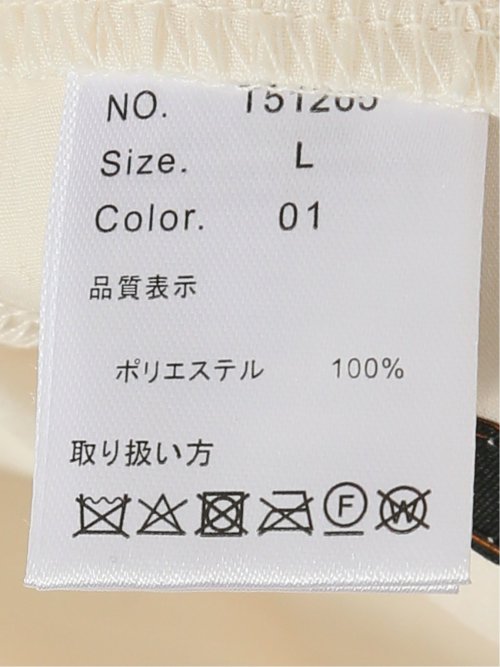 NO. 151205
Size. L
Color. 01
品質表示
ポリエステル 100%
取り扱い方
F W